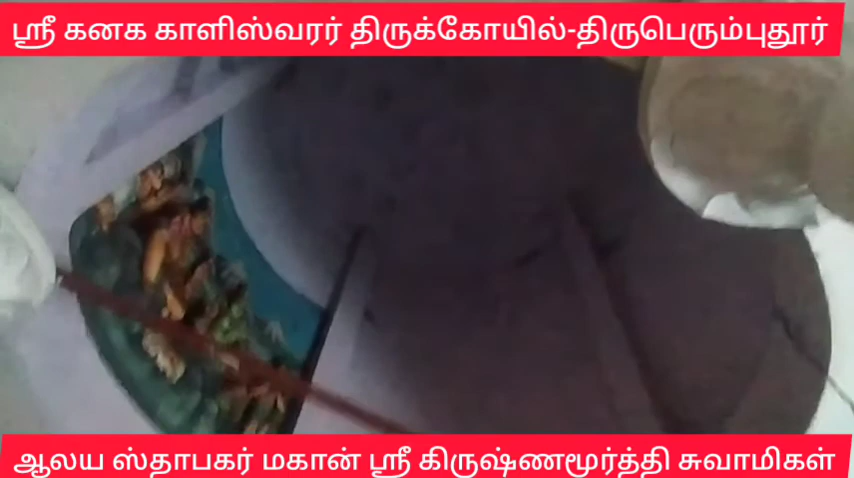 ஸ்ரீ கனக காளிஸ்வரர் திருக்கோயில்-திருபெரும்புதூர்
ஆலய ஸ்தாபகர் மகான் ஸ்ரீ கிருஷ்ணமூர்த்தி சுவாமிகள்